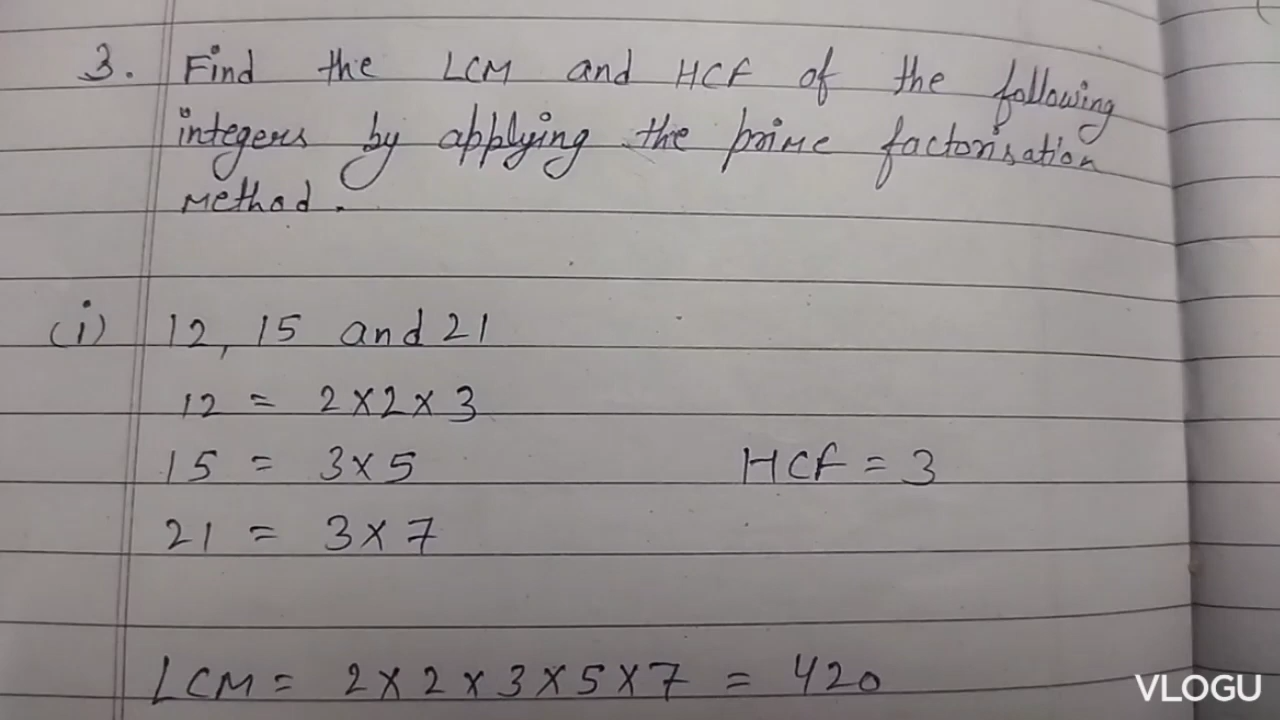 3. Find the LCM and HCF of the following
integers by applying the prime factorisation
method.
(i) 12, 15 and 21
12 = 2×2×3
15 = 3×5 HCF = 3
21 = 3×7
LCM = 2×2×3×5×7 = 420
VLOGU